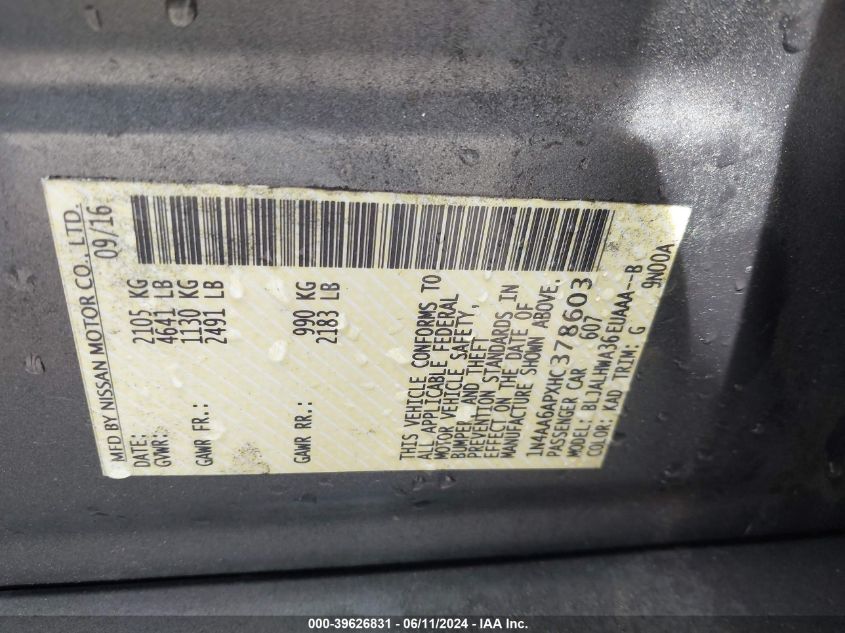 MFD BY NISSAN MOTOR CO., LTD.
DATE: 09/16
GVWR: 2105 KG
4641 LB
GAWR FR.: 1130 KG
2491 LB
GAWR RR.: 990 KG
2183 LB
THIS VEHICLE CONFORMS TO
ALL APPLICABLE FEDERAL
MOTOR VEHICLE SAFETY,
BUMPER, AND THEFT
PREVENTION STANDARDS IN
EFFECT ON THE DATE OF
MANUFACTURE SHOWN ABOVE.
1N4AA6APXHC378603
PASSENGER CAR 607
MODEL: BLJALHWA36EUAAA--B
COLOR: KAD TRIM: G 9N00A
000-39626831 - 06/11/2024 - IAA Inc.